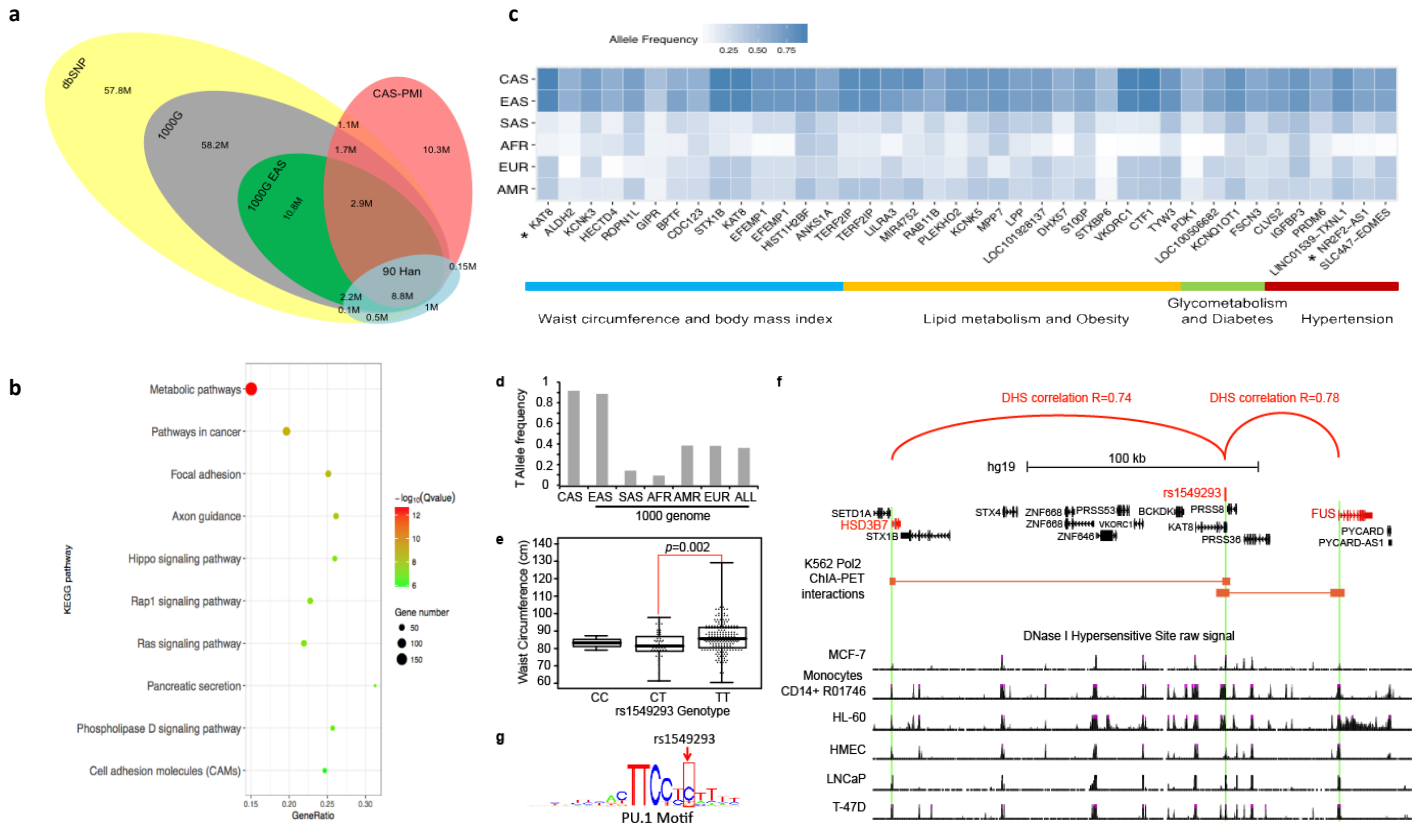 a
dbSNP
57.8M
1000G
58.2M
1000G EAS
10.8M
CAS-PMI
1.1M
1.7M
10.3M
2.9M
90 Han
0.15M
2.2M
8.8M
0.1M
0.5M
1M
b
KEGG pathway
Metabolic pathways
Pathways in cancer
Focal adhesion
Axon guidance
Hippo signaling pathway
Rap1 signaling pathway
Ras signaling pathway
Pancreatic secretion
Phospholipase D signaling pathway
Cell adhesion molecules (CAMs)
0.15 0.20 0.25 0.30
GeneRatio
−log10(Qvalue)
12
10
8
6
Gene number
50
100
150
c
Allele Frequency
0.25 0.50 0.75
CAS
EAS
SAS
AFR
EUR
AMR
* KAT8
ALDH2
KCNK3
HECTD4
ROPN1L
GIPR
BPTF
CDC123
STX1B
KAT8
EFEMP1
EFEMP1
HIST1H2BF
ANKS1A
TERF2IP
TERF2IP
LILRA3
MIR4752
RAB11B
PLEKHO2
KCNK5
MPP7
LPP
LOC101928137
DHX57
S100P
STXBP6
VKORC1
CTF1
TYW3
PDK1
LOC100506682
KCNQ1OT1
FSCN3
CLVS2
IGFBP3
PRDM6
LINC01539-TXNL1
* NR2F2-AS1
SLC4A7-EOMES
Waist circumference and body mass index
Lipid metabolism and Obesity
Glycometabolism
and Diabetes
Hypertension
d
T Allele frequency
1
0.8
0.6
0.4
0.2
0
CAS EAS SAS AFR AMR EUR ALL
1000 genome
e
Waist Circumference (cm)
140
130
120
110
100
90
80
70
60
p=0.002
CC CT TT
rs1549293 Genotype
g
rs1549293
ACTTCCTCTTTT
PU.1 Motif
f
DHS correlation R=0.74
DHS correlation R=0.78
hg19
100 kb
rs1549293
SETD1A
HSD3B7
STX1B
STX4
ZNF668
ZNF668
ZNF646
PRSS53
VKORC1
BCKDK
PRSS8
KAT8
PRSS36
FUS
PYCARD
PYCARD-AS1
K562 Pol2
ChIA-PET
interactions
DNase I Hypersensitive Site raw signal
MCF-7
Monocytes
CD14+ R01746
HL-60
HMEC
LNCaP
T-47D